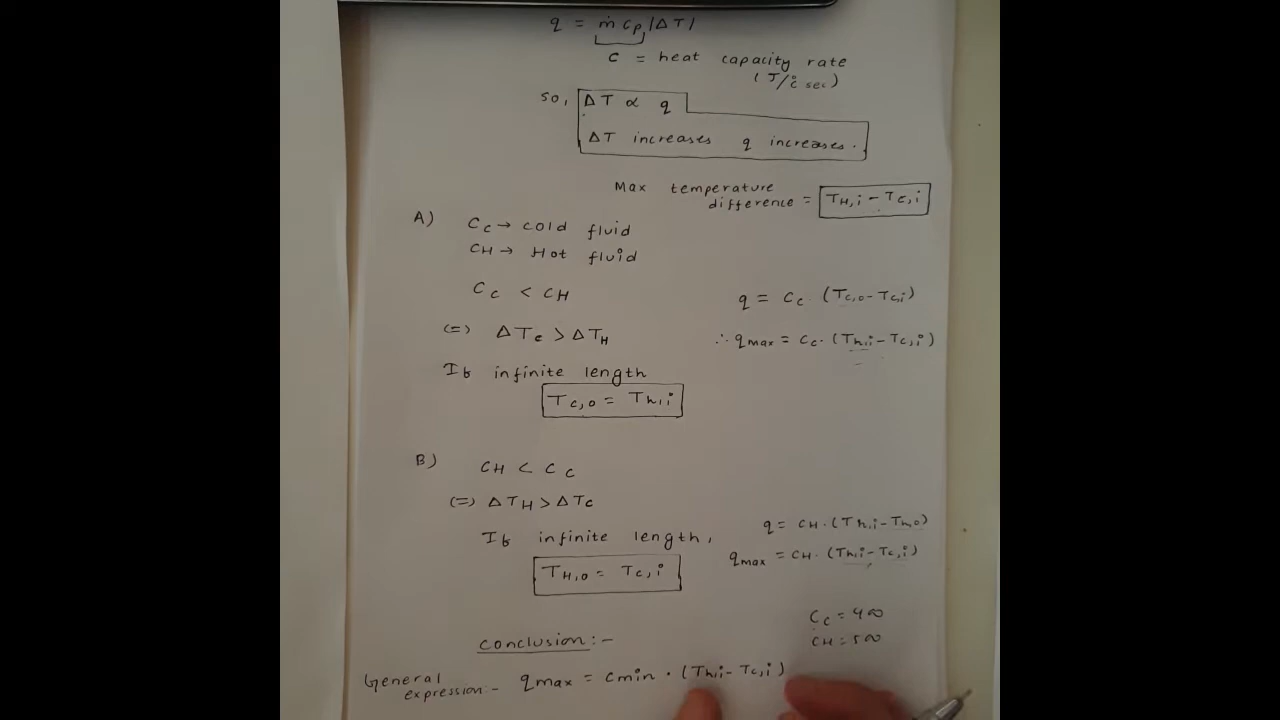 q = ṁ cp |ΔT|
C = heat capacity rate
(J/°C sec)
so, ΔT ∝ q
ΔT increases q increases.
Max temperature
difference = TH,i - Tc,i
A) Cc → cold fluid
CH → Hot fluid
Cc < CH
q = Cc. (Tc,o - Tc,i)
(=) ΔTc > ΔTH
∴ qmax = Cc. (Th,i - Tc,i)
If infinite length
Tc,o = Th,i
B) CH < Cc
(=) ΔTH > ΔTc
q = CH. (Th,i - Th,o)
If infinite length,
qmax = CH. (Th,i - Tc,i)
TH,o = Tc,i
Cc = 400
CH = 500
Conclusion:-
General
expression:- qmax = Cmin . (Th,i - Tc,i)